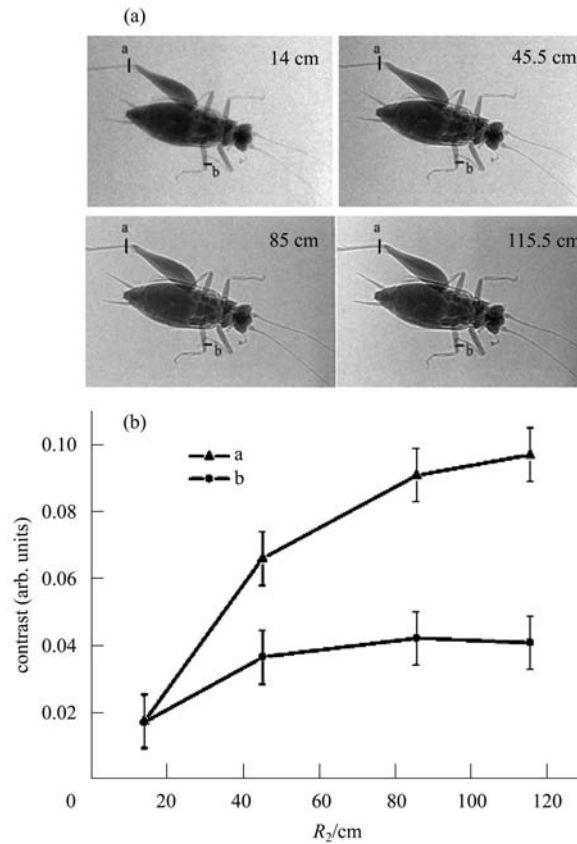 (a)
a
14 cm
b
a
45.5 cm
b
a
85 cm
b
a
115.5 cm
b
(b)
a
b
contrast (arb. units)
0.10
0.08
0.06
0.04
0.02
0
20
40
60
80
100
120
R₂/cm